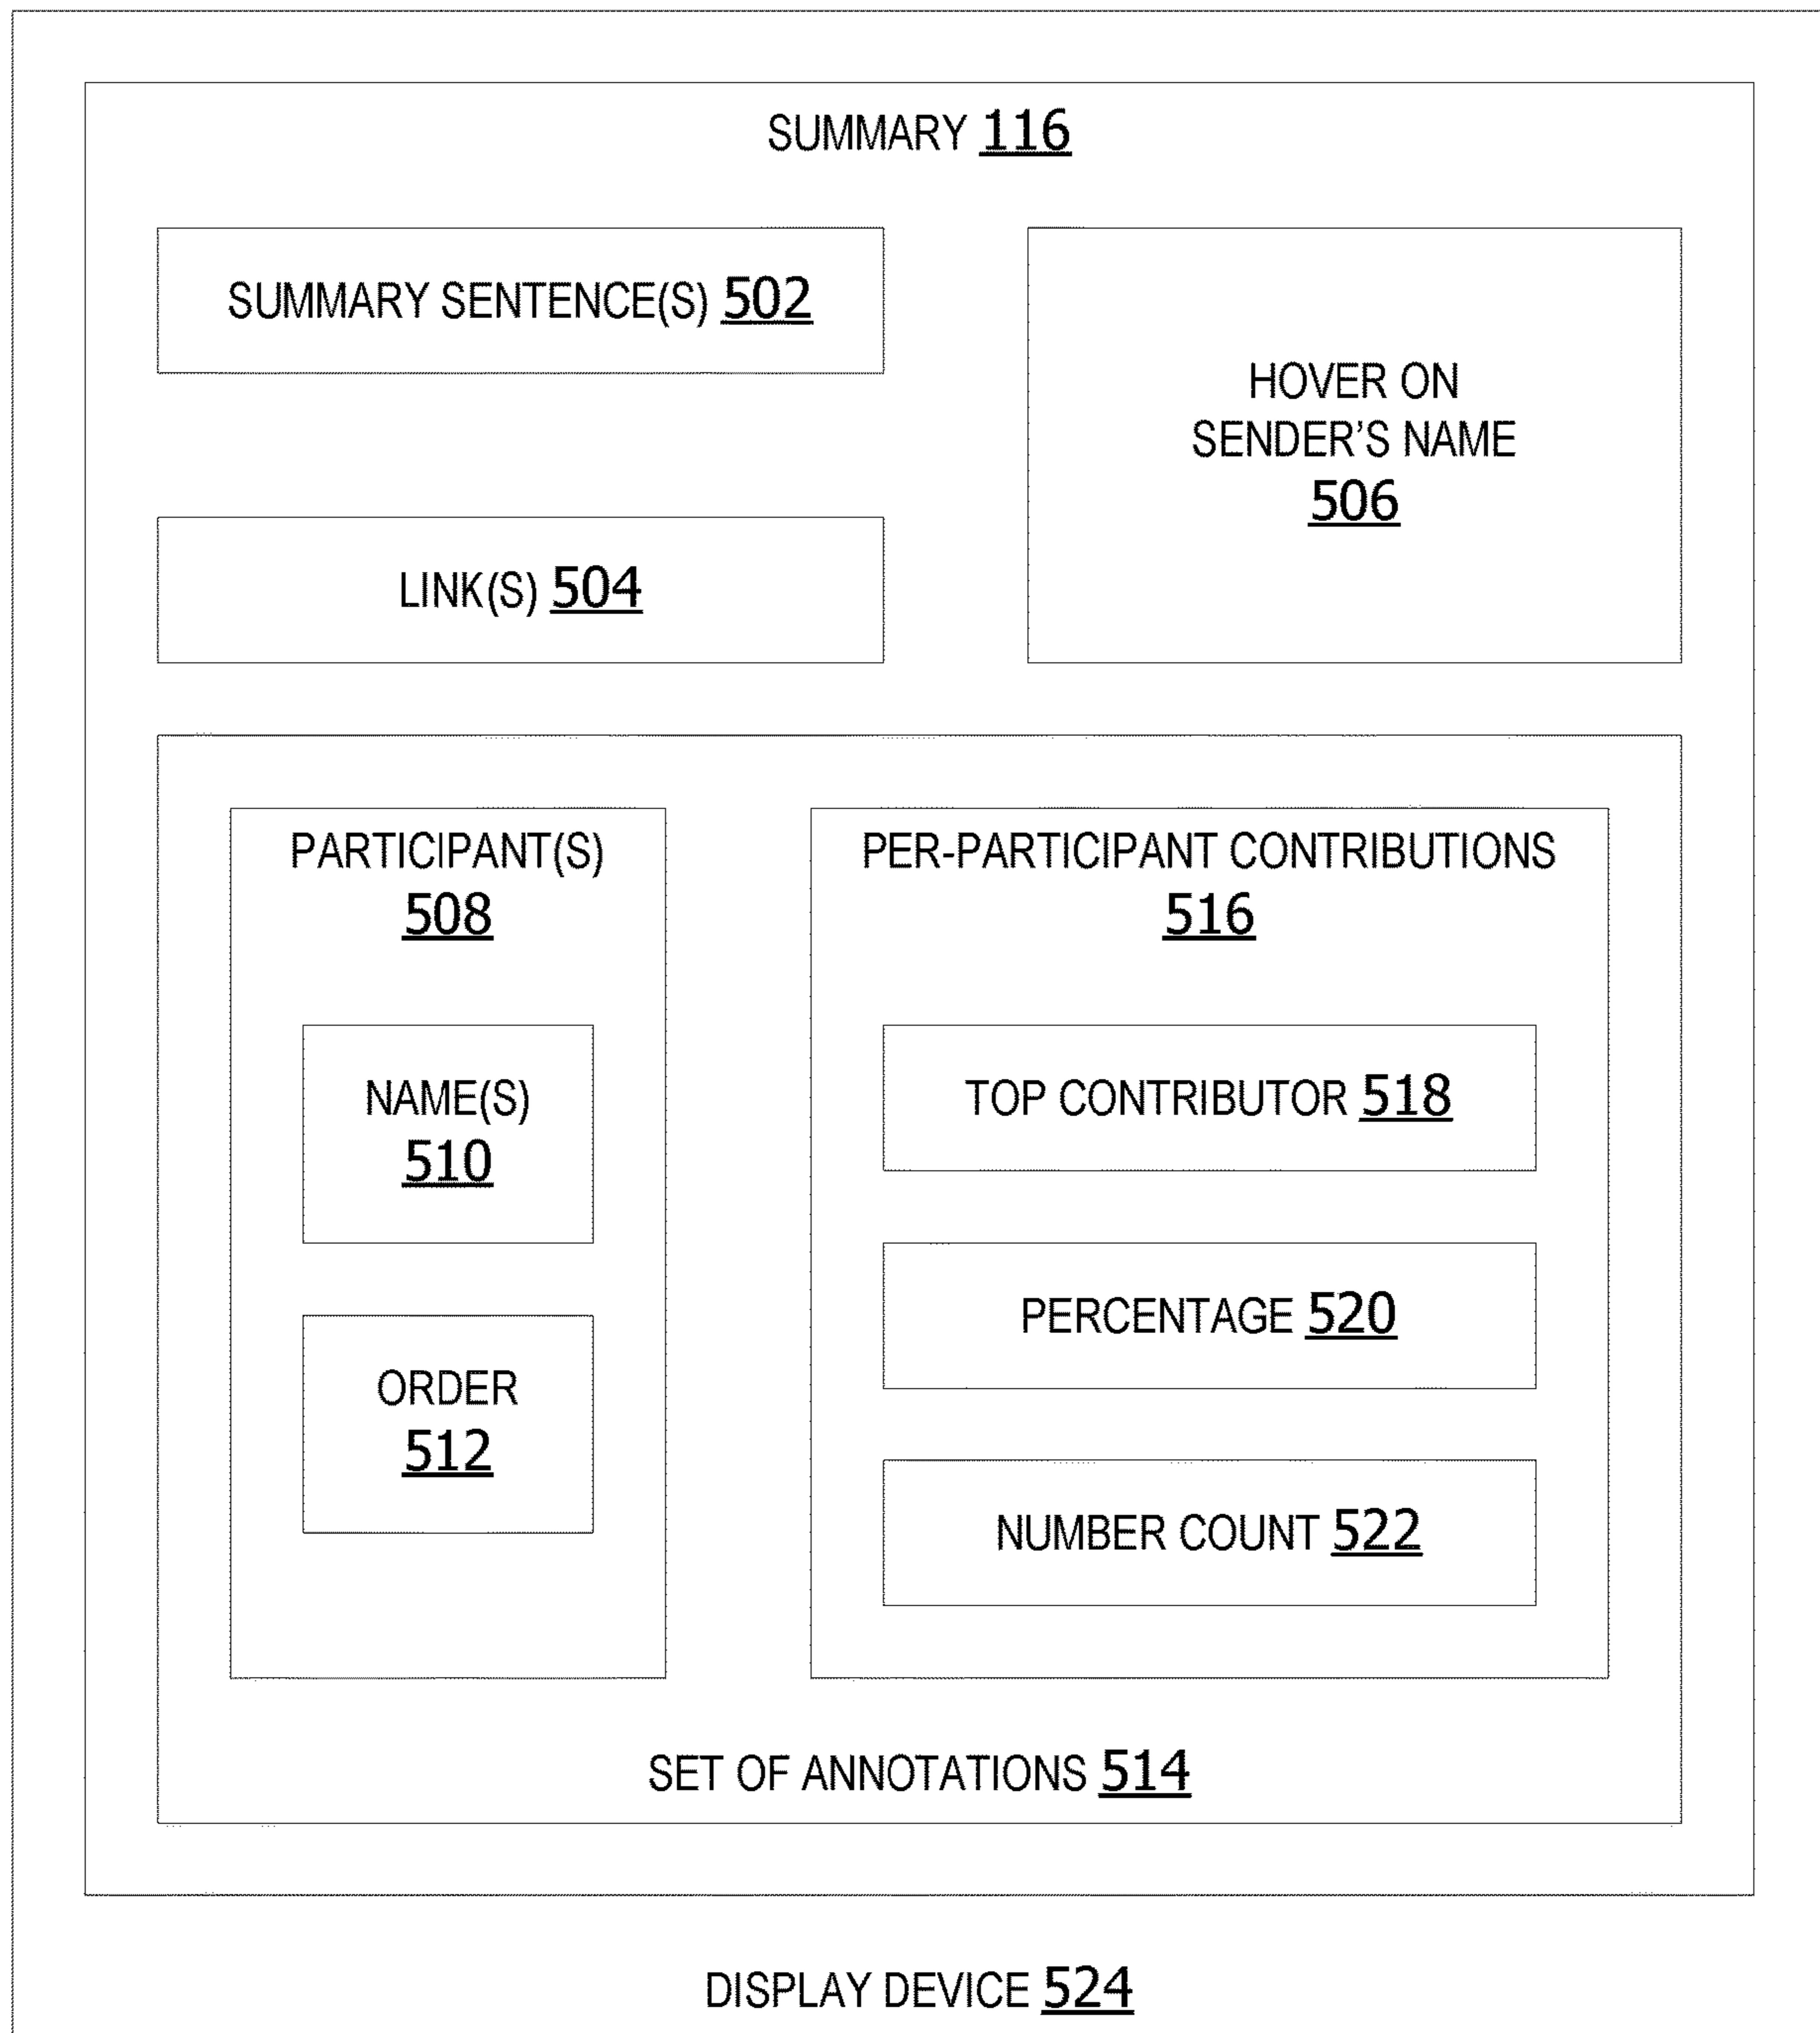 SUMMARY 116
SUMMARY SENTENCE(S) 502
HOVER ON
SENDER'S NAME
506
LINK(S) 504
PARTICIPANT(S)
508
NAME(S)
510
ORDER
512
PER-PARTICIPANT CONTRIBUTIONS
516
TOP CONTRIBUTOR 518
PERCENTAGE 520
NUMBER COUNT 522
SET OF ANNOTATIONS 514
DISPLAY DEVICE 524